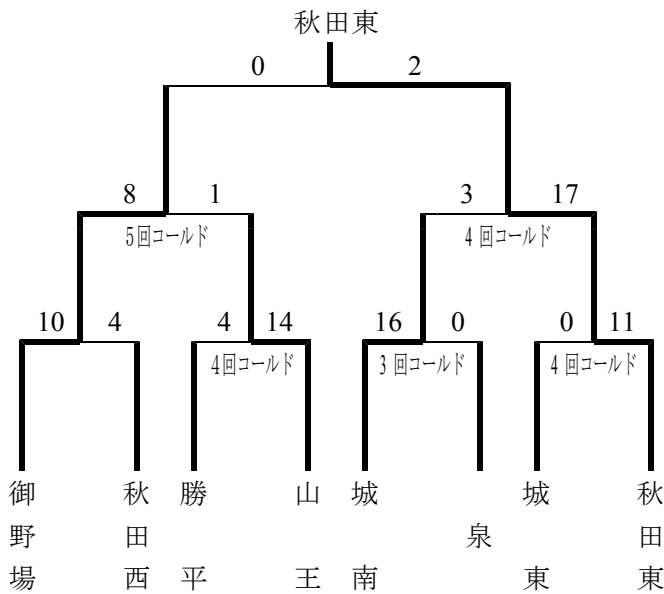 秋田東
0 2
8 1 3 17
5回コールド 4回コールド
10 4 4 14 16 0 0 11
4回コールド 3回コールド 4回コールド
御野場 秋田西 勝平 山王 城南 泉 城東 秋田東